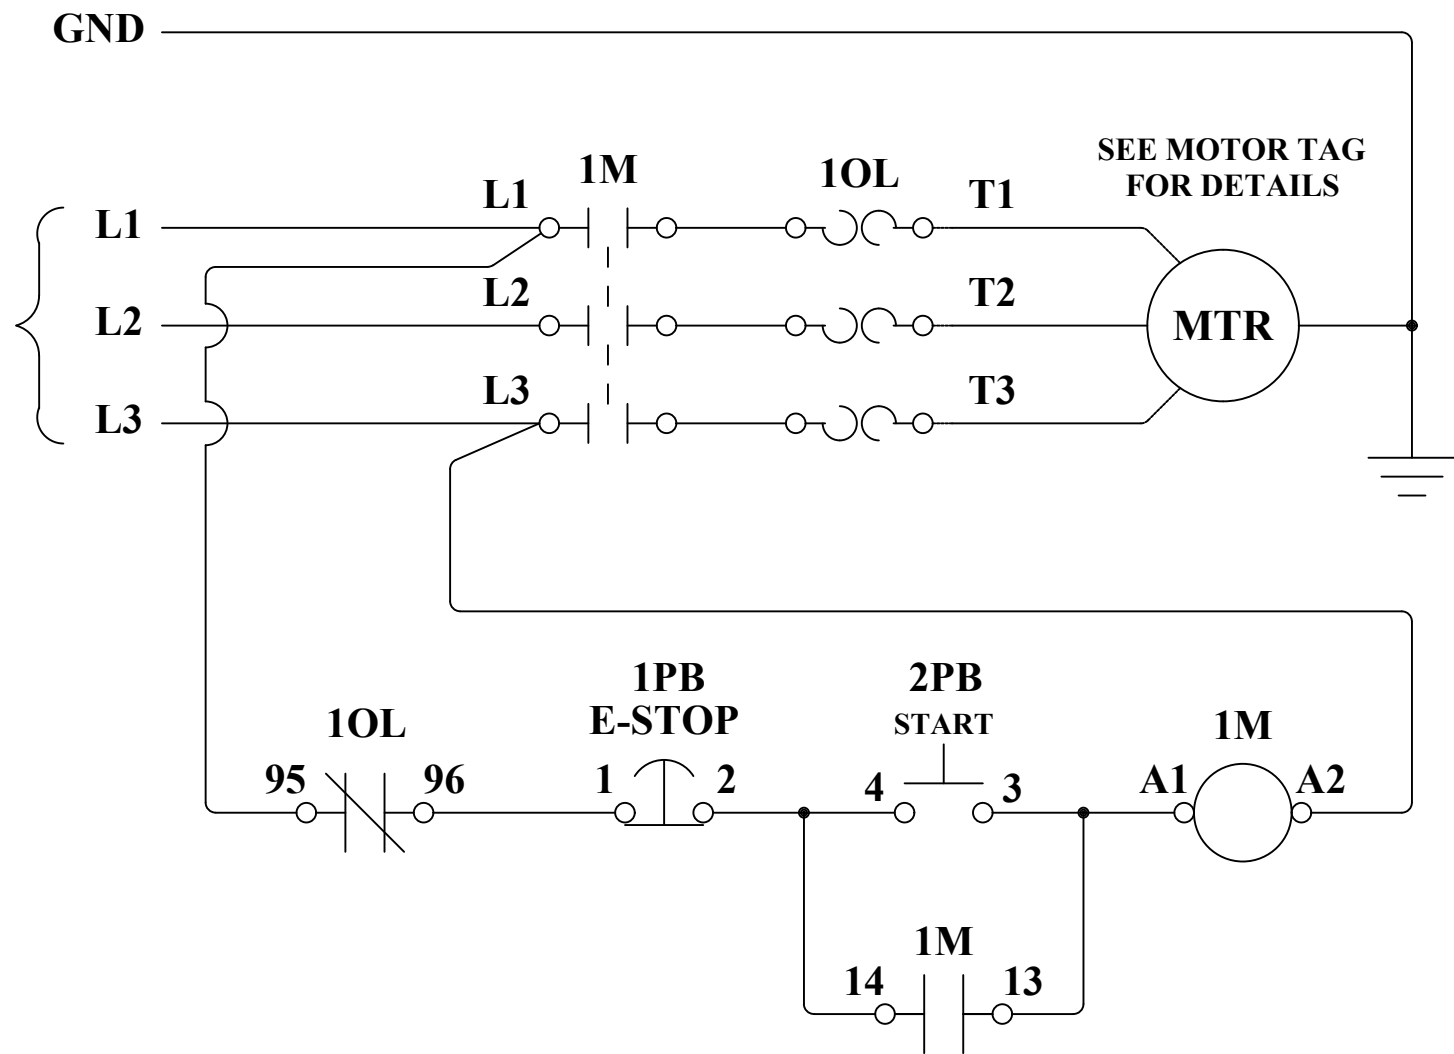 GND
SEE MOTOR TAG
FOR DETAILS
1M
1OL
L1
L1
T1
L2
L2
T2
MTR
L3
L3
T3
1PB
E-STOP
2PB
START
1OL
1M
95
96
1
2
4
3
A1
A2
1M
14
13